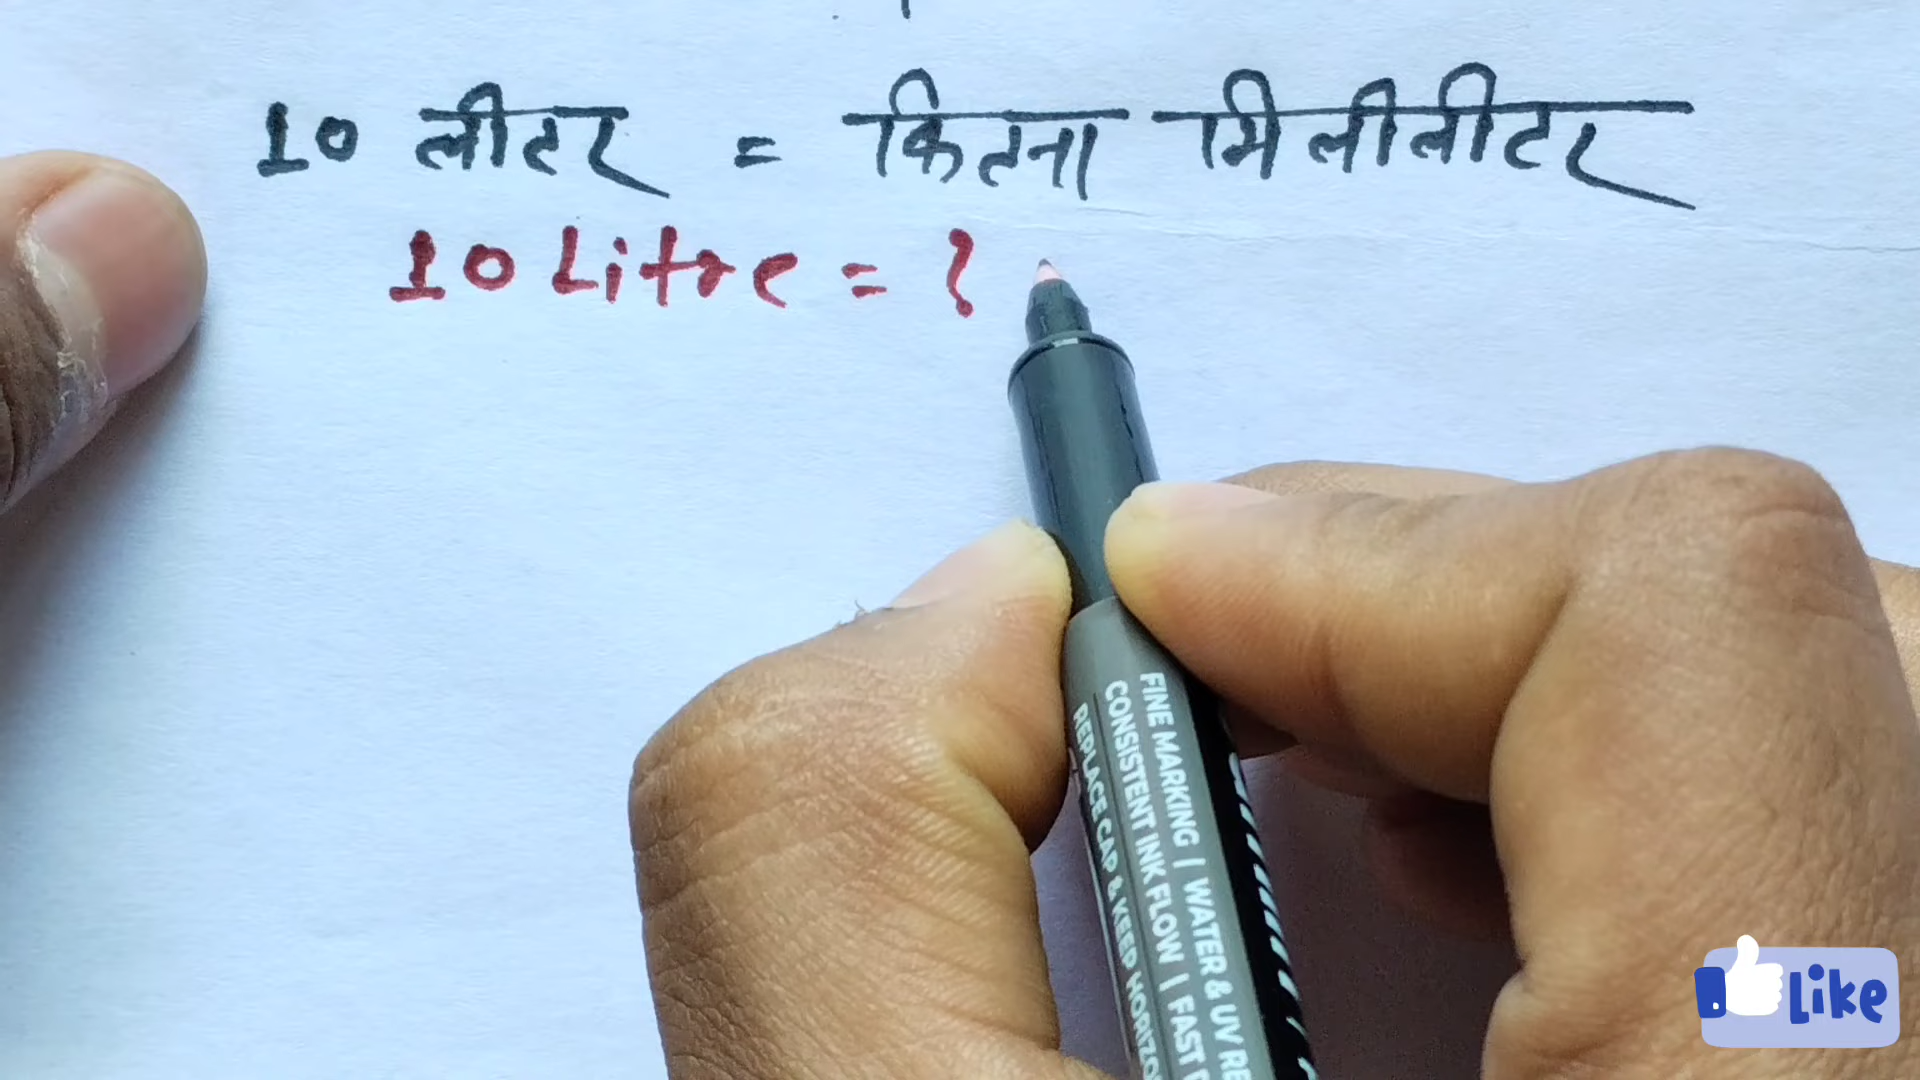 10 लीटर = कितना मिलीलीटर
10 Litre = ?
FINE MARKING | WATER & UV RE
CONSISTENT INK FLOW | FAST
REPLACE CAP & KEEP HORIZO
Like